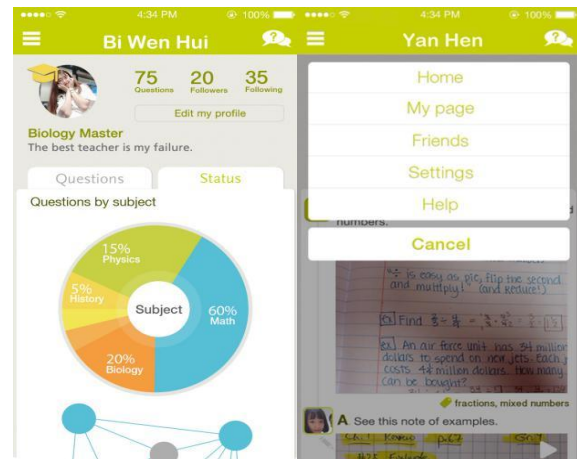 4:34 PM
100%
Bi Wen Hui
?
75
20
35
Questions
Followers
Following
Edit my profile
Biology Master
The best teacher is my failure.
Questions
Status
Questions by subject
15%
Physics
5%
History
Subject
60%
Math
20%
Biology
4:34 PM
100%
Yan Hen
?
Home
My page
Friends
Settings
Help
Cancel
numbers.
"÷ is easy as pie, flip the second
and multiply!" (and Reduce!)
Find
An air force unit has 34 million
dollars to spend on new jets. Each
costs million dollars. How many
can be bought?
fractions, mixed numbers
A See this note of examples.